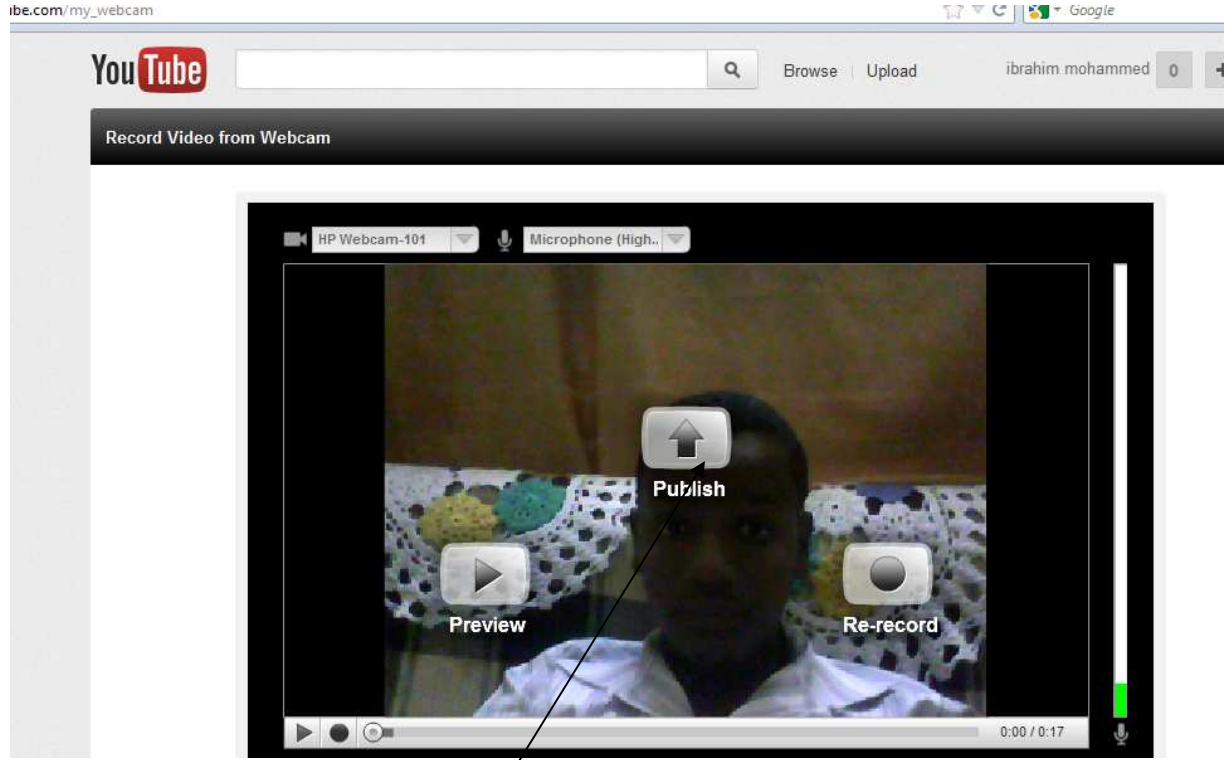 ibe.com/my_webcam
Google
YouTube
Browse
Upload
ibrahim mohammed
0
+
Record Video from Webcam
HP Webcam-101
Microphone (High..
Publish
Preview
Re-record
0:00 / 0:17